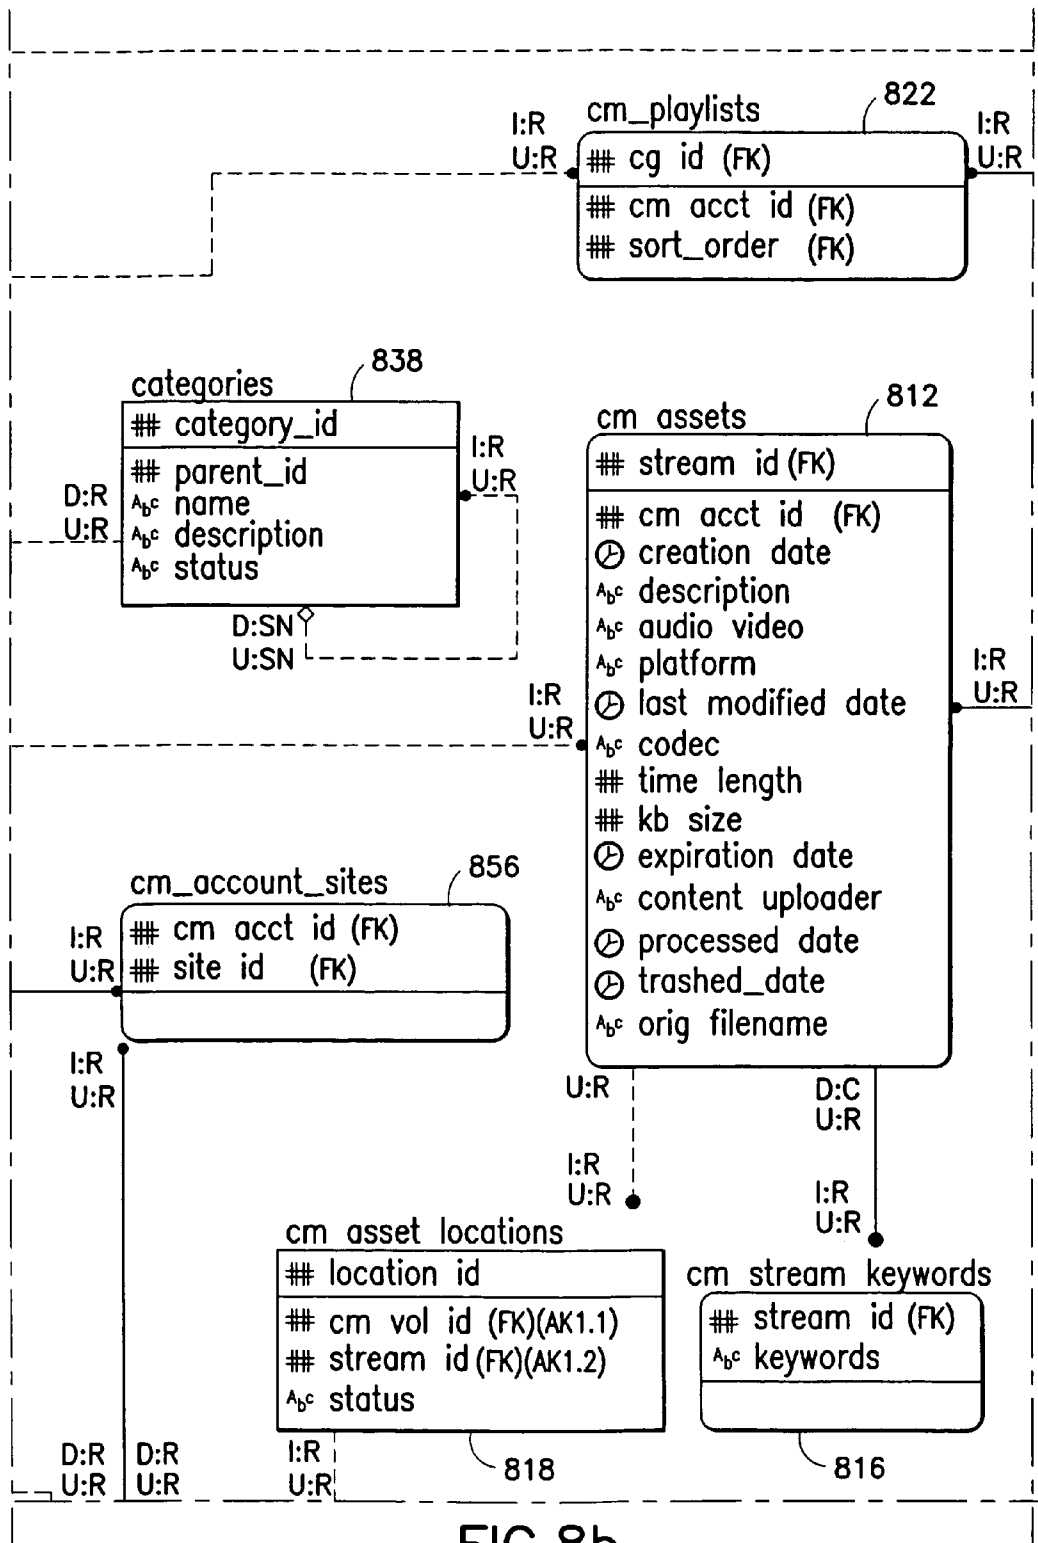 822
cm_playlists
I:R
U:R
I:R
U:R
## cg id (FK)
## cm acct id (FK)
## sort_order (FK)
838
categories
## category_id
## parent_id
Abc name
Abc description
Abc status
D:R
U:R
I:R
U:R
D:SN
U:SN
812
cm assets
## stream id (FK)
## cm acct id (FK)
creation date
Abc description
Abc audio video
Abc platform
last modified date
Abc codec
## time length
## kb size
expiration date
Abc content uploader
processed date
trashed_date
Abc orig filename
I:R
U:R
I:R
U:R
856
cm_account_sites
## cm acct id (FK)
## site id (FK)
I:R
U:R
I:R
U:R
U:R
D:C
U:R
I:R
U:R
I:R
U:R
cm asset locations
## location id
## cm vol id (FK)(AK1.1)
## stream id (FK)(AK1.2)
Abc status
818
cm stream keywords
## stream id (FK)
Abc keywords
816
D:R
U:R
D:R
U:R
I:R
U:R
FIG.8b